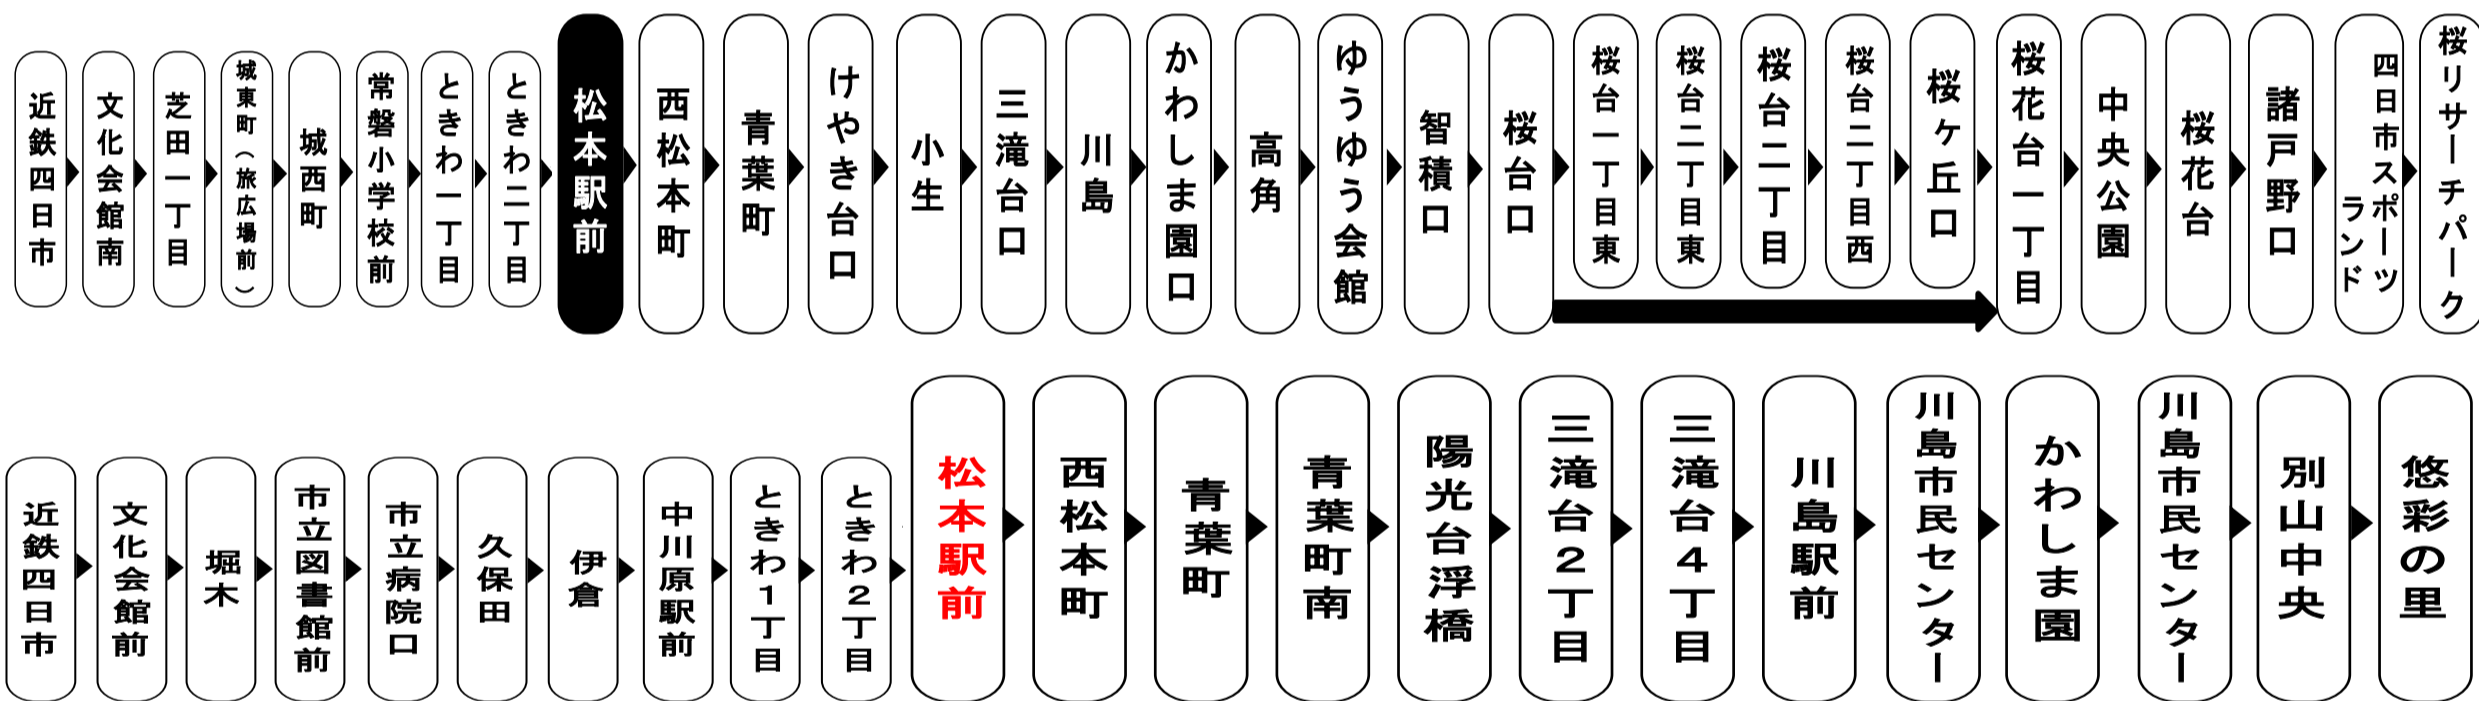 近鉄四日市
文化会館南
芝田一丁目
城東町（旅広場前）
城西町
常磐小学校前
ときわ一丁目
ときわ二丁目
松本駅前
西松本町
青葉町
けやき台口
小生
三滝台口
川島
かわしま園口
高角
ゆうゆう会館
智積口
桜台口
桜台一丁目東
桜台二丁目東
桜台二丁目
桜台二丁目西
桜ヶ丘口
桜花台一丁目
中央公園
桜花台
諸戸野口
四日市スポーツ
ランド
桜リサーチパーク
近鉄四日市
文化会館前
堀木
市立図書館前
市立病院口
久保田
伊倉
中川原駅前
ときわ1丁目
ときわ2丁目
松本駅前
西松本町
青葉町
青葉町南
陽光台浮橋
三滝台2丁目
三滝台4丁目
川島駅前
川島市民センター
かわしま園
川島市民センター
別山中央
悠彩の里